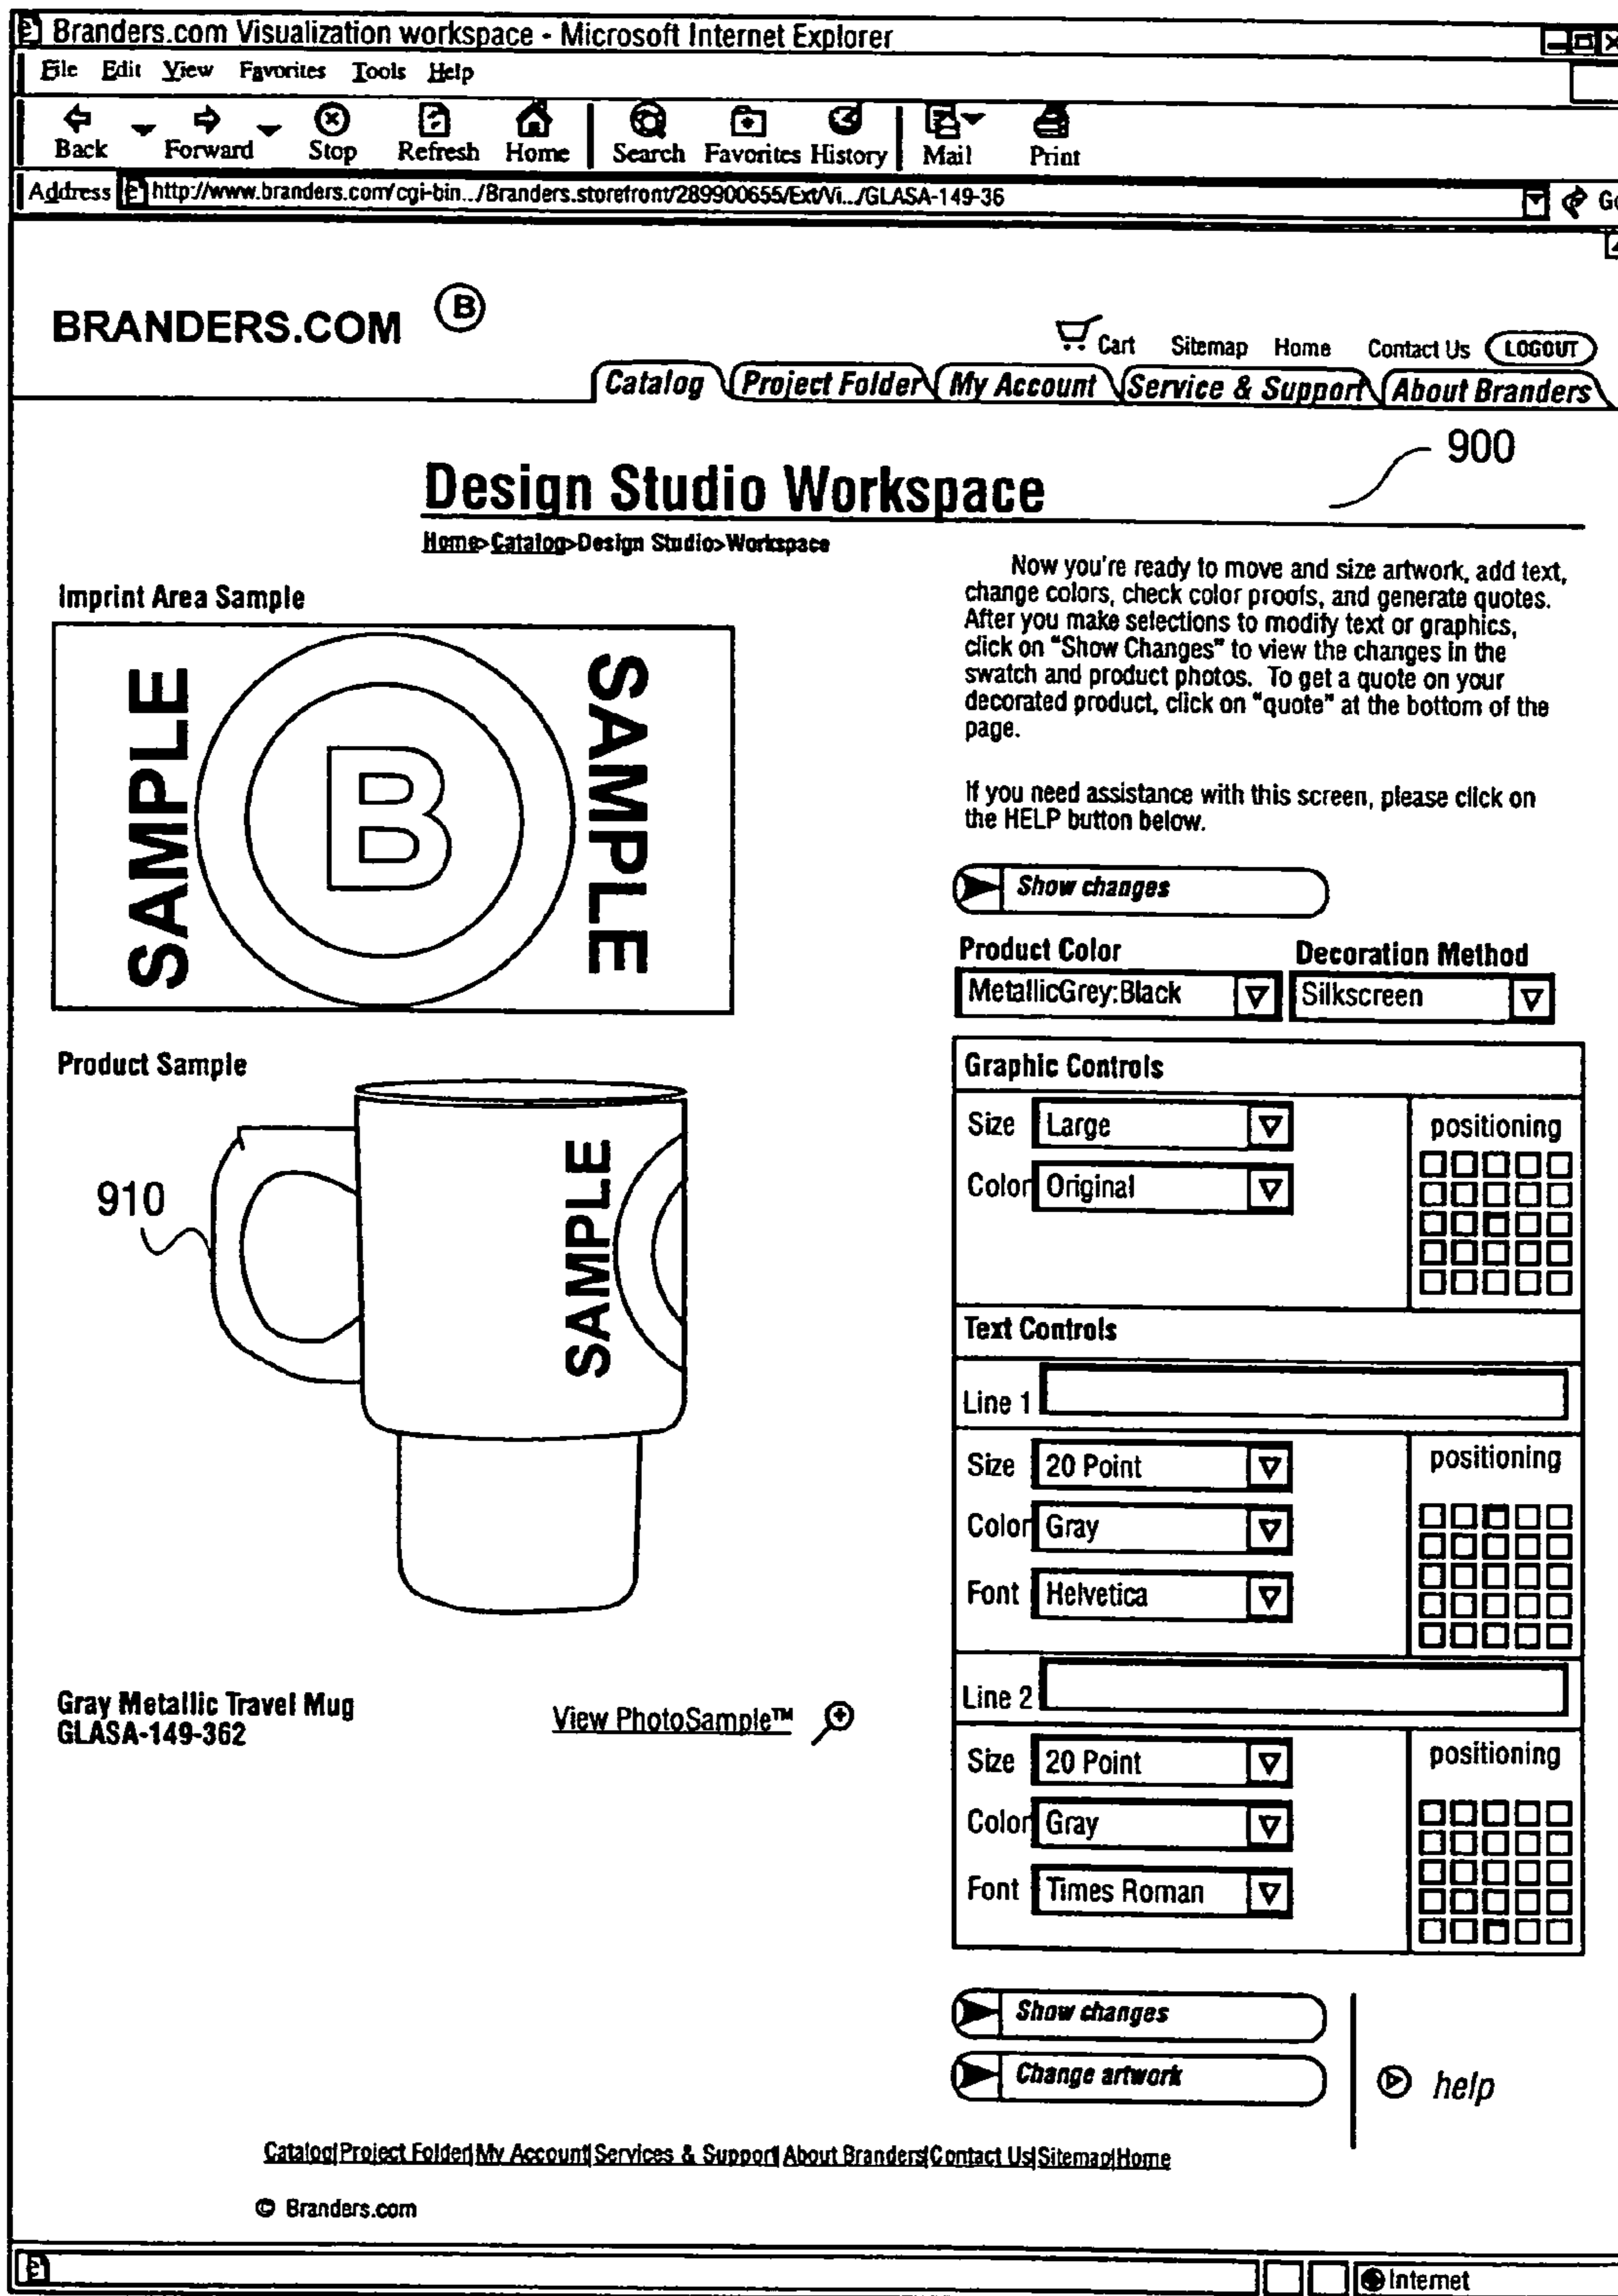 Branders.com Visualization workspace - Microsoft Internet Explorer
File Edit View Favorites Tools Help
Back Forward Stop Refresh Home Search Favorites History Mail Print
Address http://www.branders.com/cgi-bin.../Branders.storefront/289900655/Ext/Vi.../GLASA-149-36 Go
BRANDERS.COM B
Cart Sitemap Home Contact Us LOGOUT
Catalog Project Folder My Account Service & Support About Branders
900
Design Studio Workspace
Home>Catalog>Design Studio>Workspace
Now you're ready to move and size artwork, add text,
change colors, check color proofs, and generate quotes.
After you make selections to modify text or graphics,
click on "Show Changes" to view the changes in the
swatch and product photos. To get a quote on your
decorated product, click on "quote" at the bottom of the
page.
If you need assistance with this screen, please click on
the HELP button below.
Imprint Area Sample
SAMPLE
B
SAMPLE
Product Sample
910
SAMPLE
Gray Metallic Travel Mug
GLASA-149-362
View PhotoSample™
Show changes
Product Color Decoration Method
MetallicGrey:Black Silkscreen
Graphic Controls
Size Large positioning
Color Original
Text Controls
Line 1
Size 20 Point positioning
Color Gray
Font Helvetica
Line 2
Size 20 Point positioning
Color Gray
Font Times Roman
Show changes
Change artwork
help
Catalog|Project Folder|My Account|Services & Support|About Branders|Contact Us|Sitemap|Home
© Branders.com
Internet